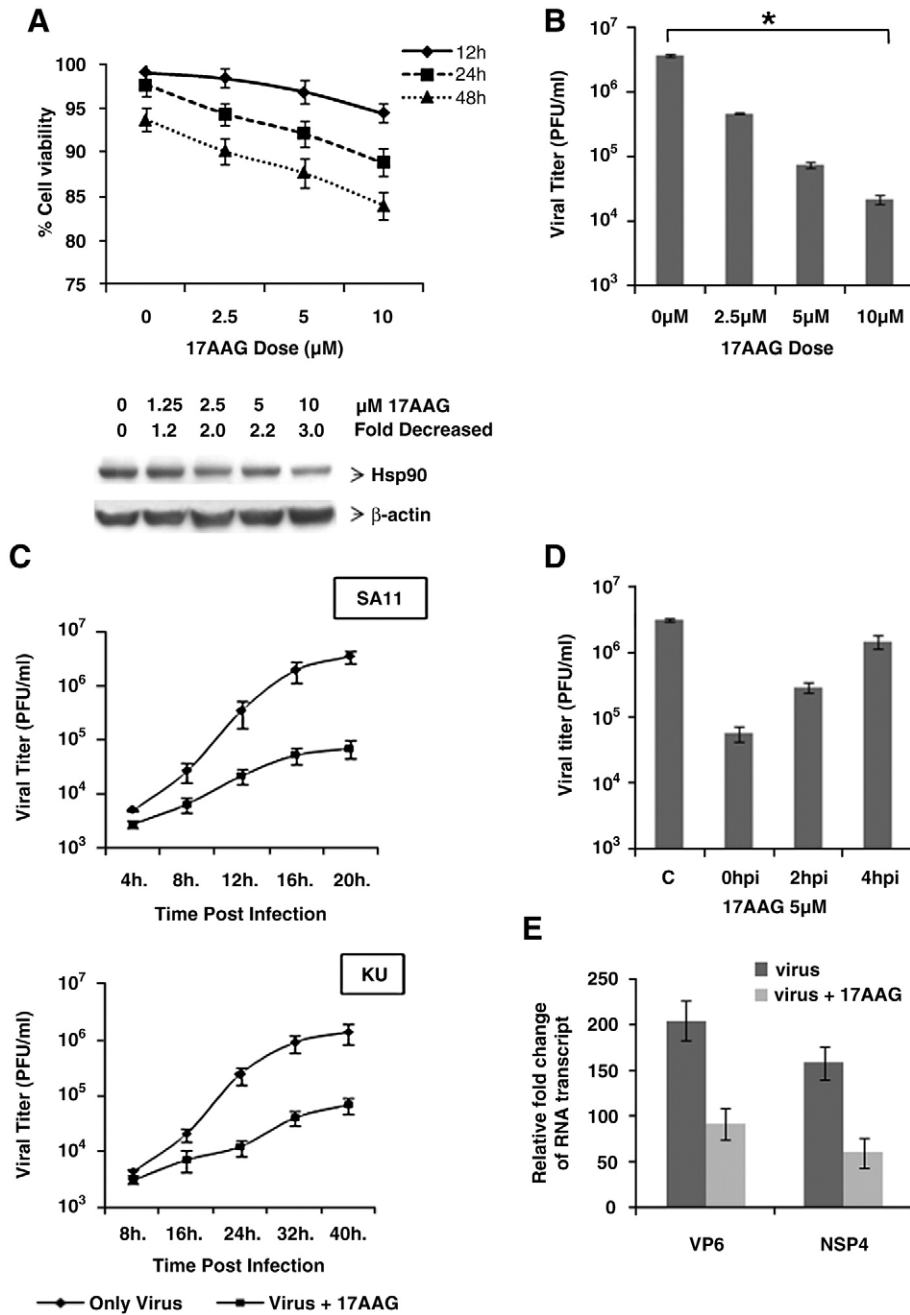 A
12h
24h
48h
100
95
90
85
80
75
% Cell viability
0 2.5 5 10
17AAG Dose (µM)
0 1.25 2.5 5 10 µM 17AAG
0 1.2 2.0 2.2 3.0 Fold Decreased
Hsp90
β-actin
B
*
10⁷
10⁶
10⁵
10⁴
10³
Viral Titer (PFU/ml)
0µM 2.5µM 5µM 10µM
17AAG Dose
C
SA11
10⁷
10⁶
10⁵
10⁴
10³
Viral Titer (PFU/ml)
4h. 8h. 12h. 16h. 20h.
Time Post Infection
KU
10⁷
10⁶
10⁵
10⁴
10³
Viral Titer (PFU/ml)
8h. 16h. 24h. 32h. 40h.
Time Post Infection
Only Virus Virus + 17AAG
D
10⁷
10⁶
10⁵
10⁴
10³
Viral titer (PFU/ml)
C 0hpi 2hpi 4hpi
17AAG 5µM
E
virus
virus + 17AAG
250
200
150
100
50
0
Relative fold change
of RNA transcript
VP6 NSP4